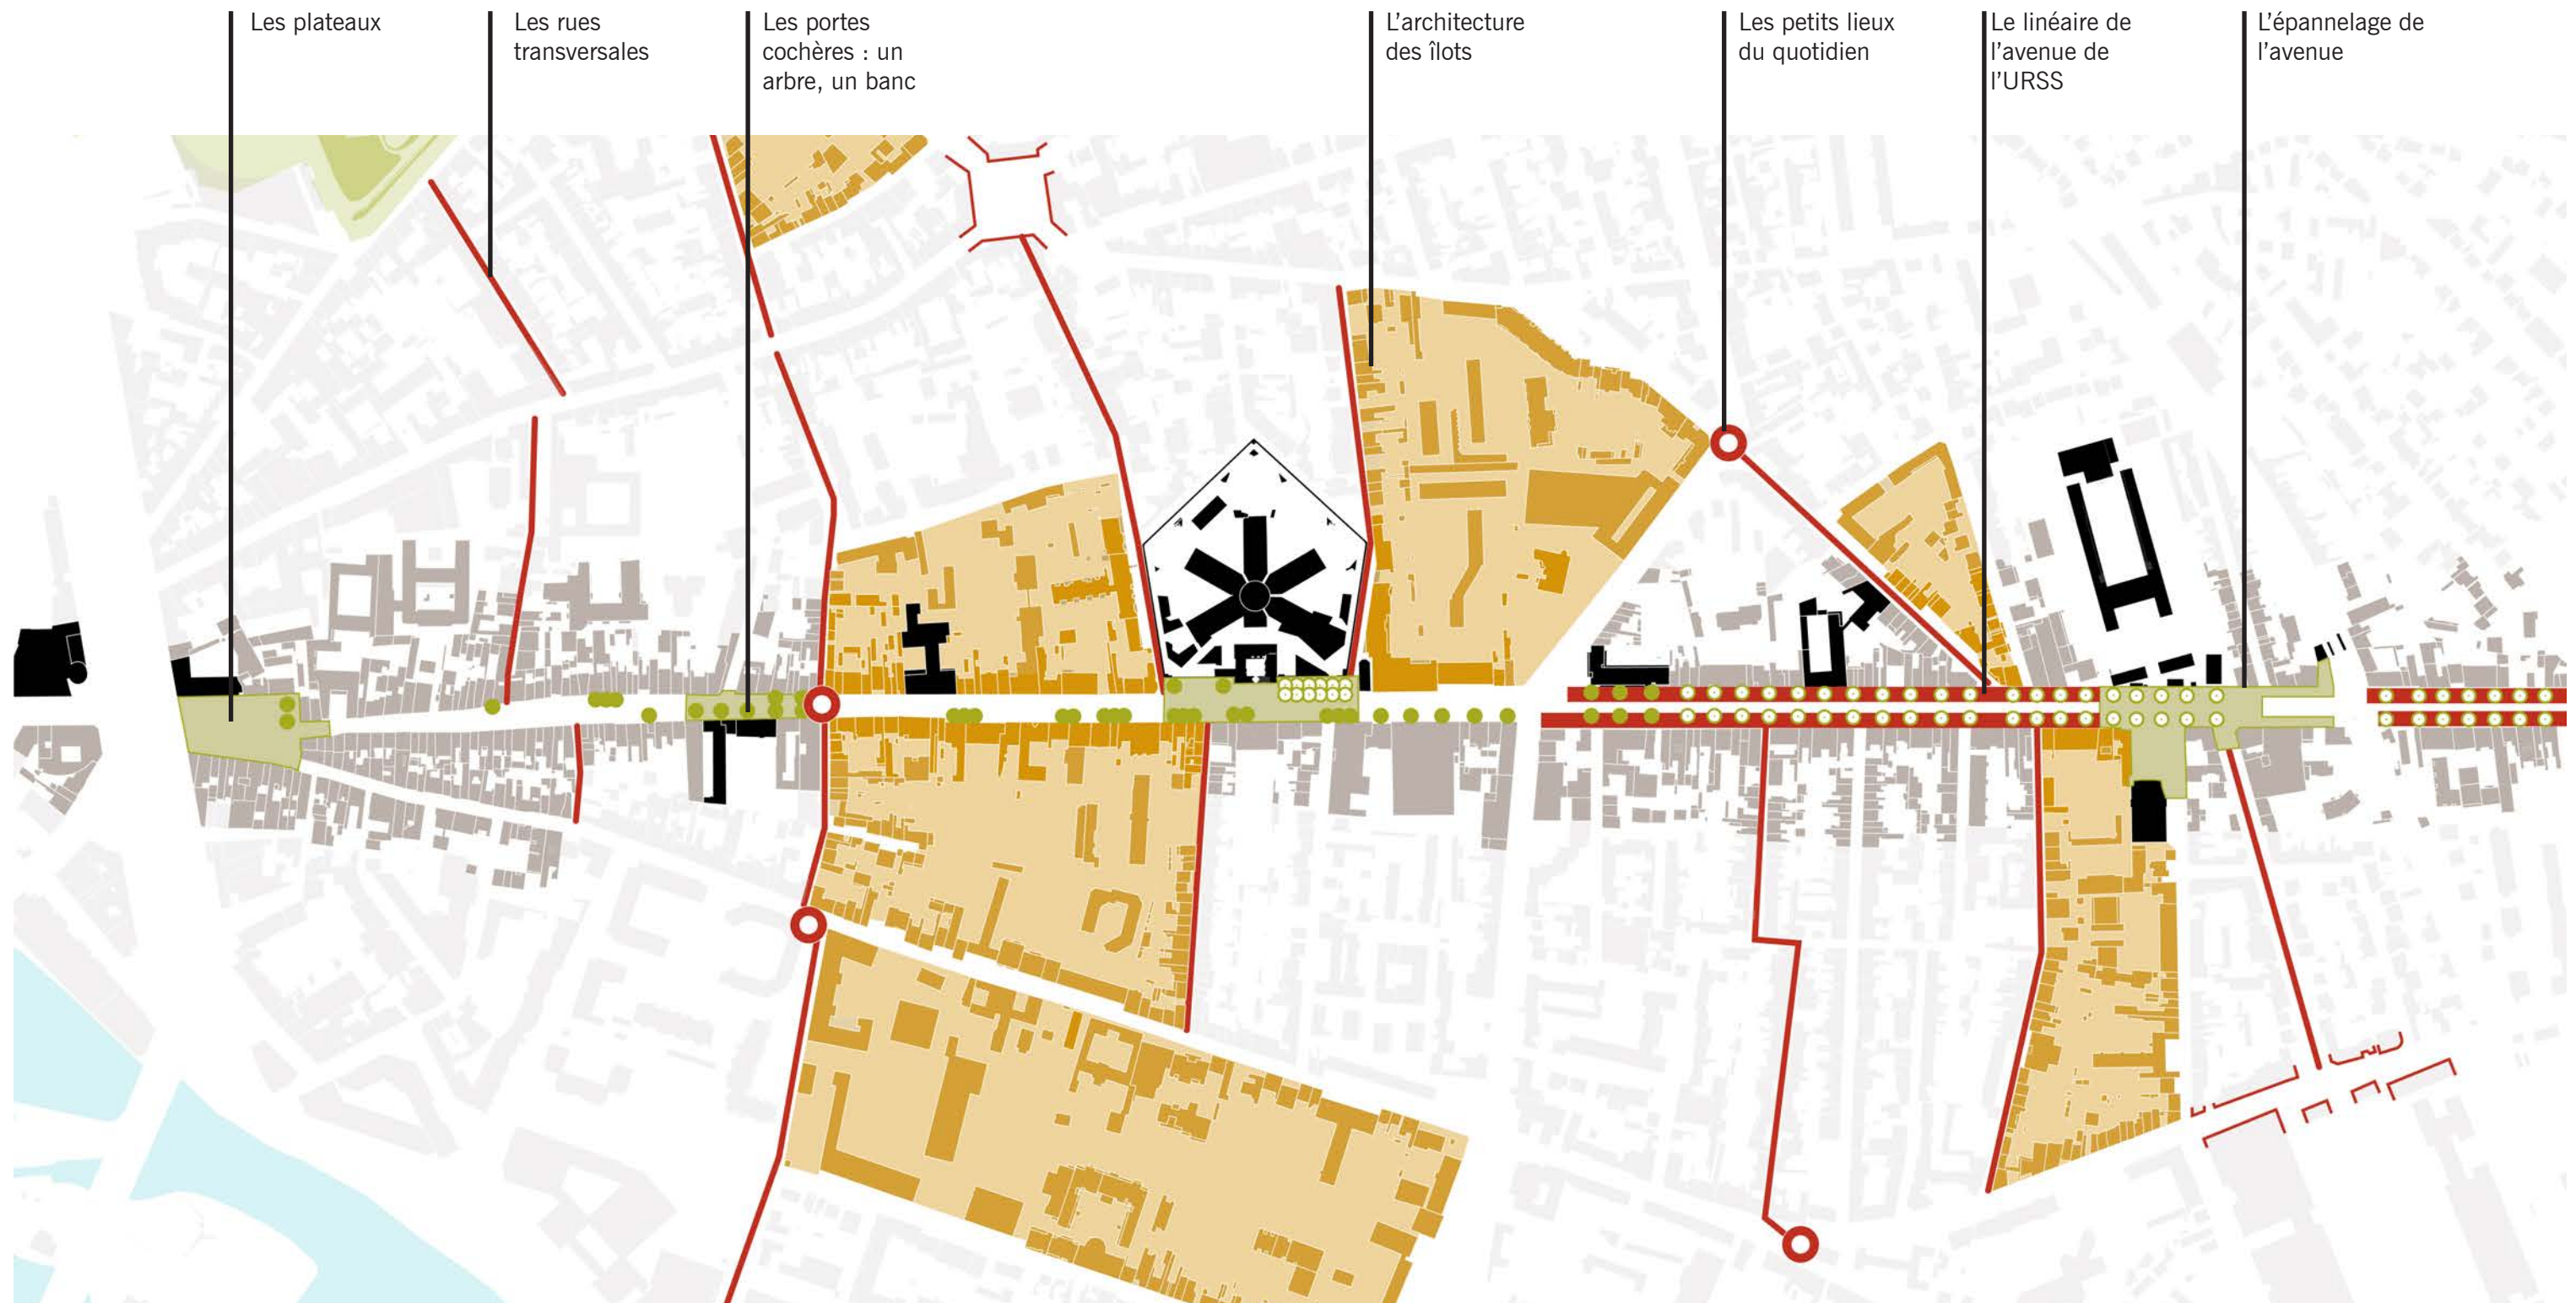 Les plateaux
Les rues
transversales
Les portes
cochères : un
arbre, un banc
L’architecture
des îlots
Les petits lieux
du quotidien
Le linéaire de
l’avenue de
l’URSS
L’épannelage de
l’avenue